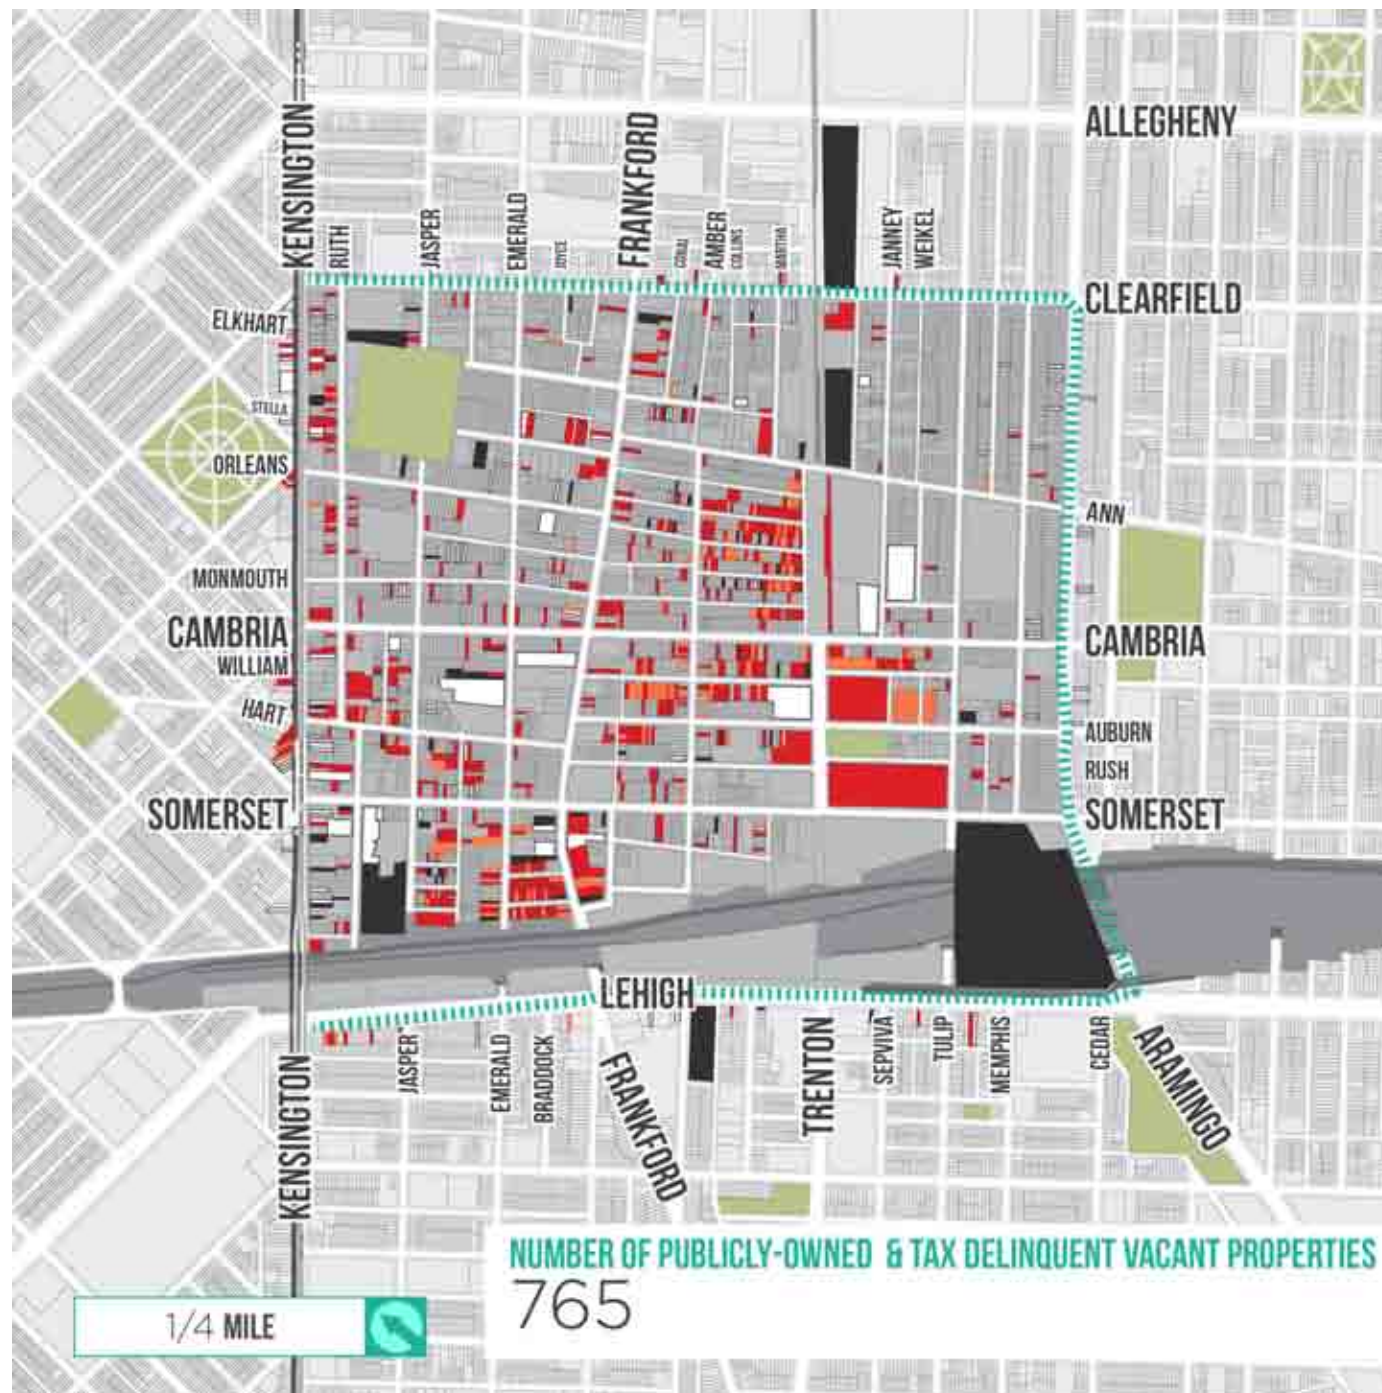 ALLEGHENY
KENSINGTON
RUTH
JASPER
EMERALD
JOYCE
FRANKFORD
CORAL
AMBER
COLLINS
MARTHA
JANNEY
WEIKEL
CLEARFIELD
ELKHART
STELLA
ORLEANS
ANN
MONMOUTH
CAMBRIA
CAMBRIA
WILLIAM
HART
AUBURN
RUSH
SOMERSET
SOMERSET
LEHIGH
KENSINGTON
JASPER
EMERALD
BRADDOCK
FRANKFORD
TRENTON
SEPVIVA
TULIP
MEMPHIS
CEDAR
ARAMINGO
NUMBER OF PUBLICLY-OWNED & TAX DELINQUENT VACANT PROPERTIES
765
1/4 MILE